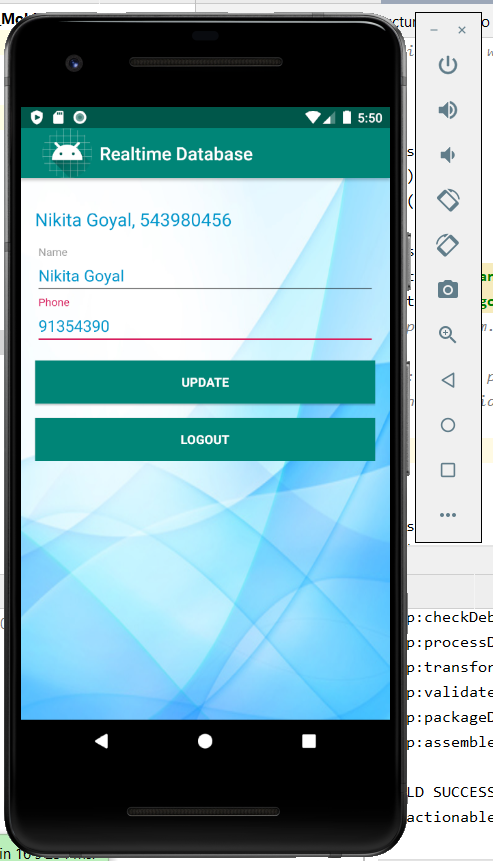 5:50
Realtime Database
Nikita Goyal, 543980456
Name
Nikita Goyal
Phone
91354390
UPDATE
LOGOUT
p:checkDeb
p:processD
p:transfor
p:validate
p:packageD
p:assemble
LD SUCCESS
actionable